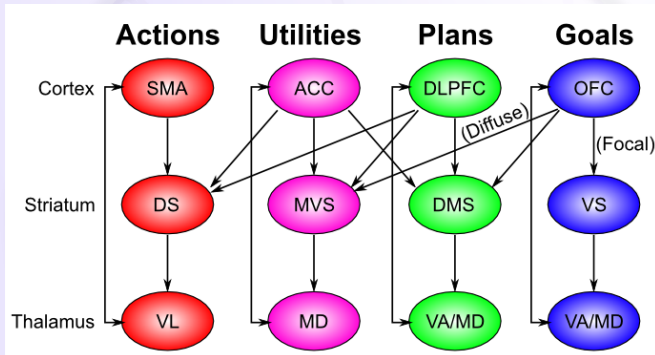 Actions Utilities Plans Goals
Cortex SMA ACC DLPFC OFC
(Diffuse)
(Focal)
Striatum DS MVS DMS VS
Thalamus VL MD VA/MD VA/MD